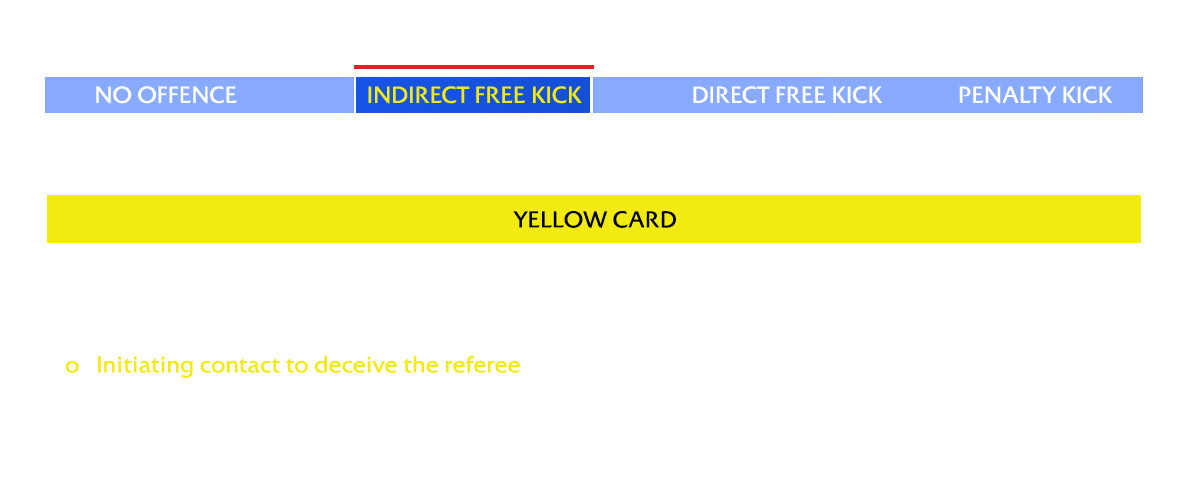 NO OFFENCE INDIRECT FREE KICK DIRECT FREE KICK PENALTY KICK
YELLOW CARD
o Initiating contact to deceive the referee